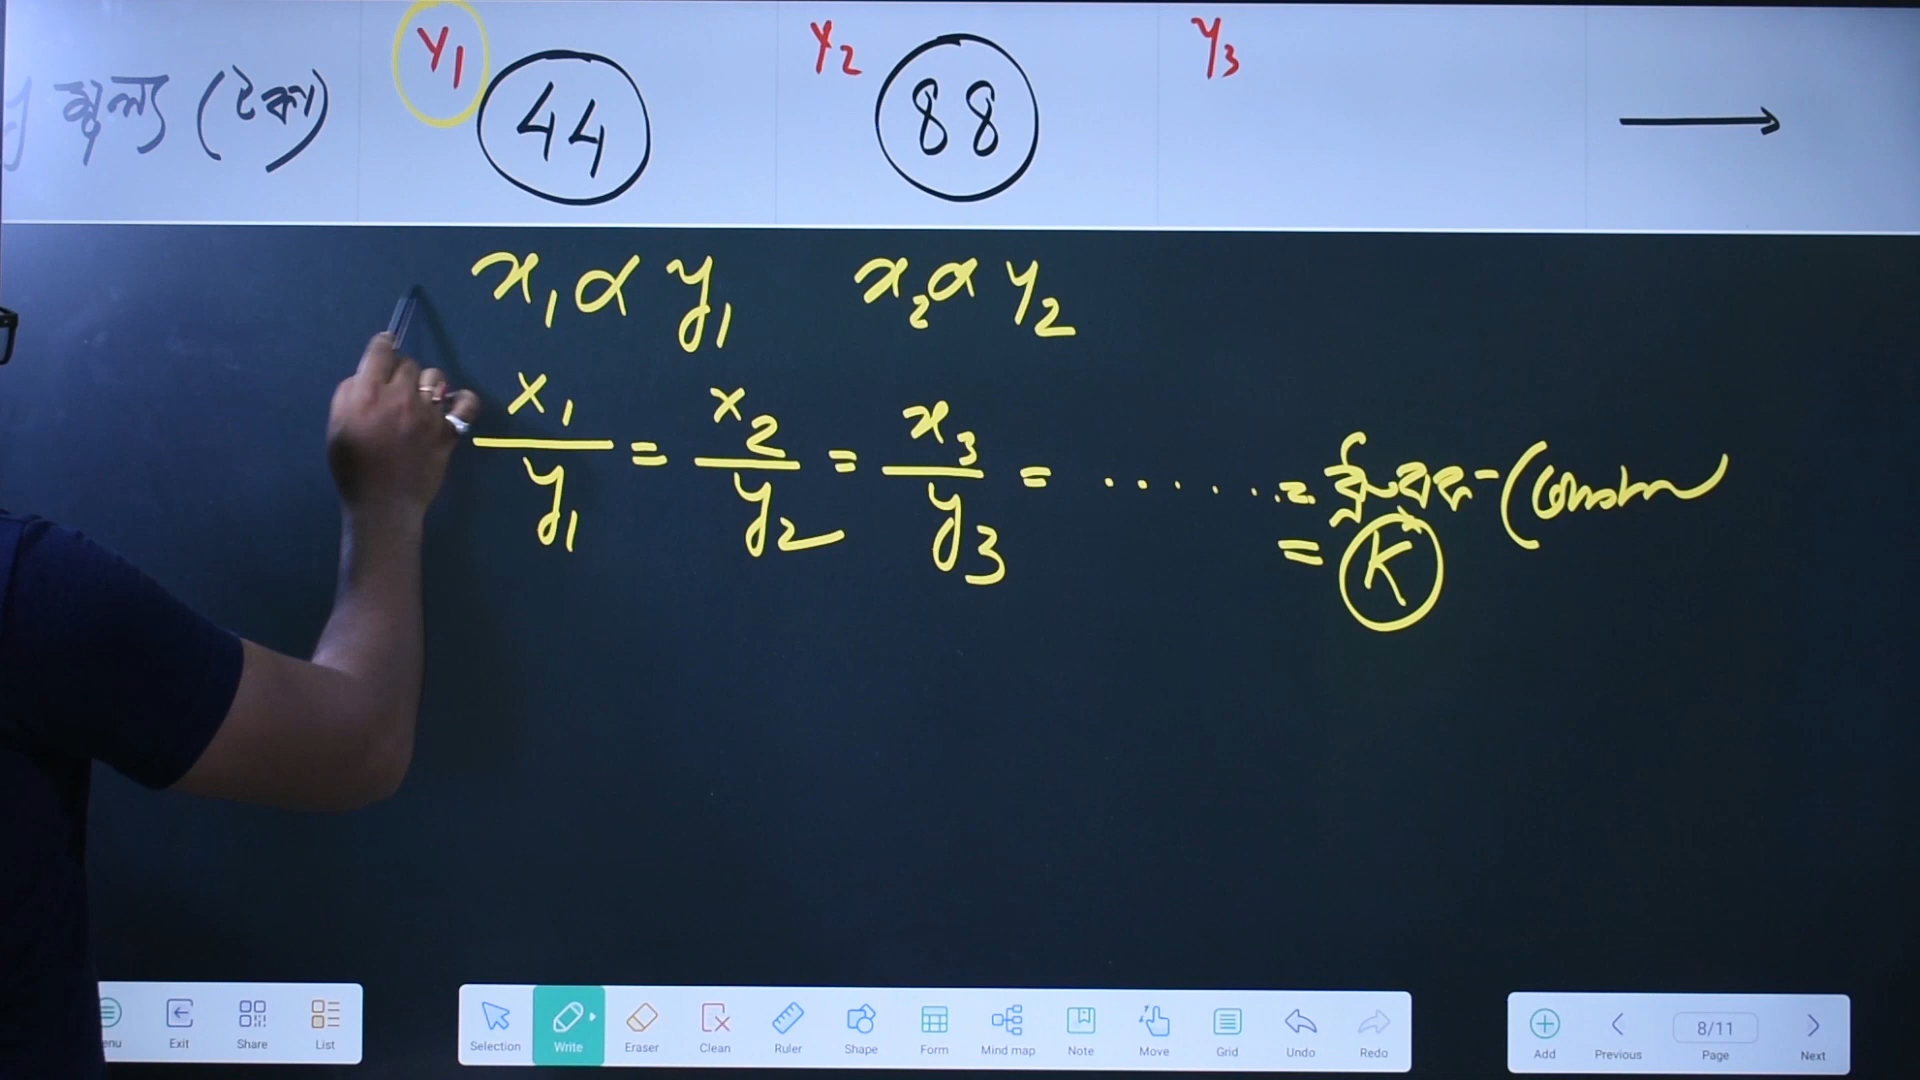 মূল্য (টাকা) y₁ 44 y₂ 88 y₃ →
x₁ α y₁ x₂ α y₂
x₁/y₁ = x₂/y₂ = x₃/y₃ = ....... = ধ্রুবক
= K
Exit Share List Selection Write Eraser Clean Ruler Shape Form Mind map Note Move Grid Undo Redo Add Previous 8/11 Page Next